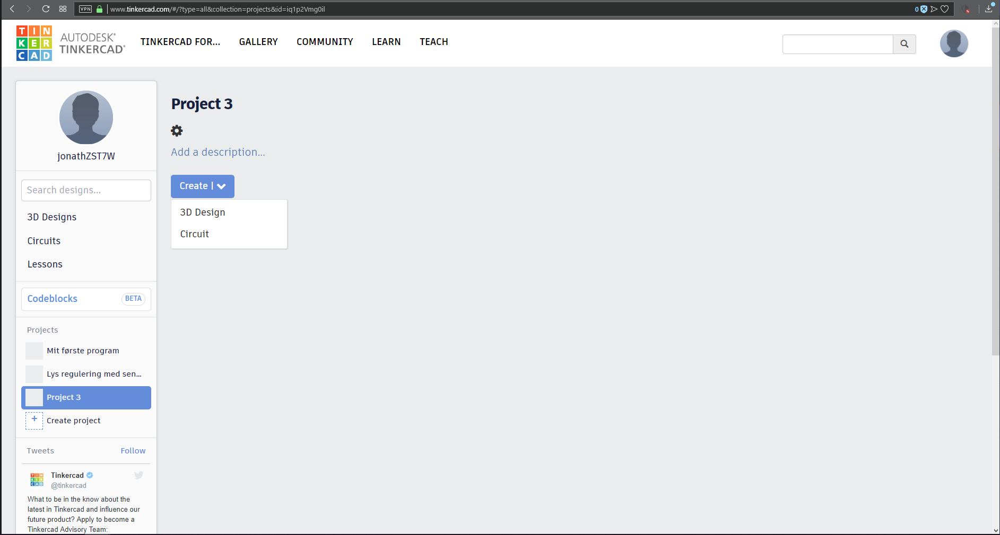 VPN
www.tinkercad.com/#/?type=all&collection=projects&id=iq1p2Vmg0il
0
TIN
KER
CAD
AUTODESK®
TINKERCAD®
TINKERCAD FOR...
GALLERY
COMMUNITY
LEARN
TEACH
jonathZST7W
Search designs...
3D Designs
Circuits
Lessons
Codeblocks
BETA
Projects
Mit første program
Lys regulering med sen...
Project 3
+ Create project
Tweets
Follow
TIN
KER
CAD
Tinkercad
@tinkercad
What to be in the know about the
latest in Tinkercad and influence our
future product? Apply to become a
Tinkercad Advisory Team:
Project 3
Add a description...
Create |
3D Design
Circuit